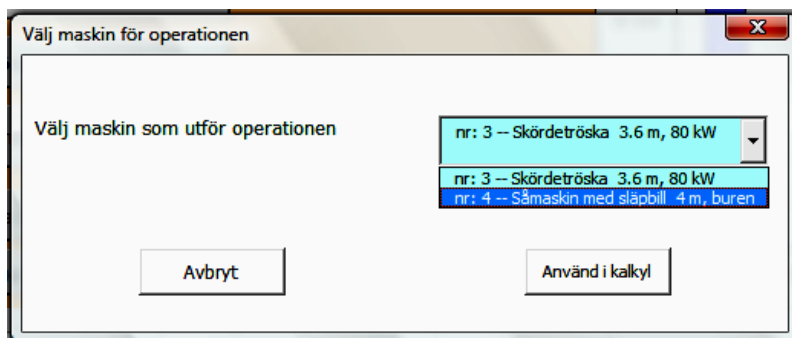 Välj maskin för operationen
Välj maskin som utför operationen
nr: 3 -- Skördetröska 3.6 m, 80 kW
nr: 3 -- Skördetröska 3.6 m, 80 kW
nr: 4 -- Såmaskin med släpbill 4 m, buren
Avbryt
Använd i kalkyl